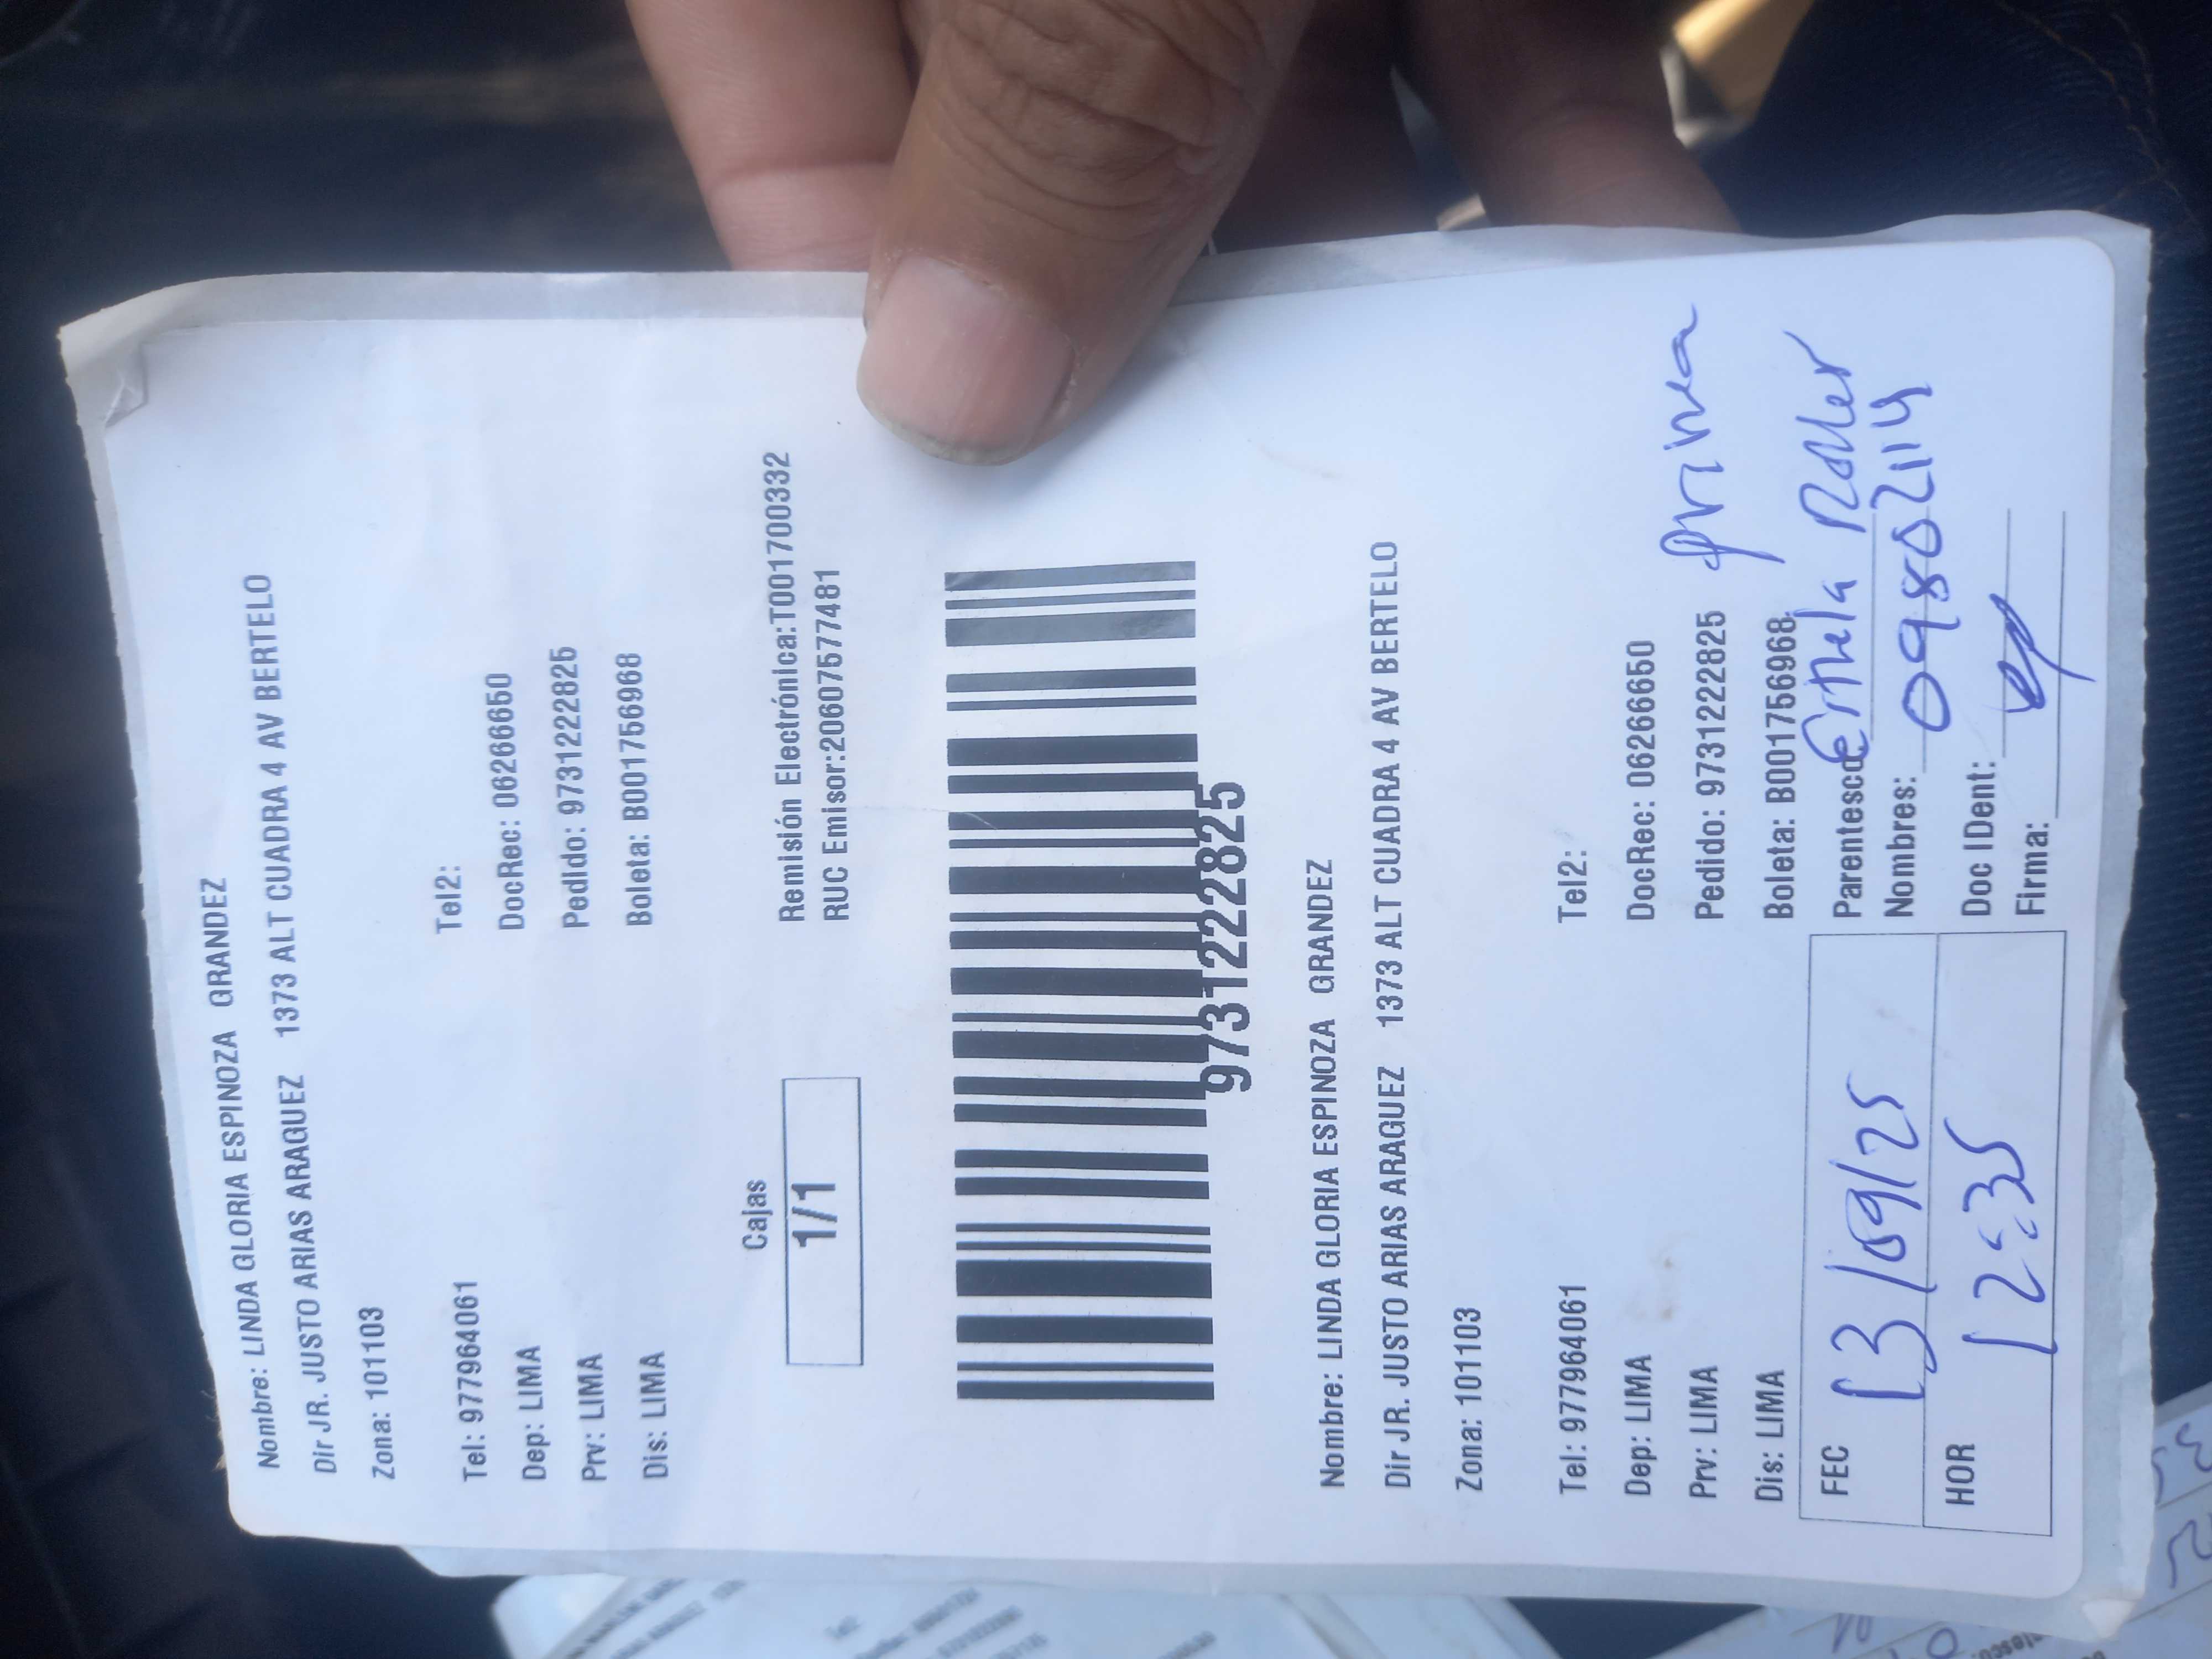 Nombre: LINDA GLORIA ESPINOZA GRANDEZ
Dir JR. JUSTO ARIAS ARAGUEZ 1373 ALT CUADRA 4 AV BERTELO
Zona: 101103
Tel: 977964061 Tel2:
Dep: LIMA DocRec: 06266650
Prv: LIMA Pedido: 9731222825
Dis: LIMA Boleta: B001756968
Cajas Remisión Electrónica:T001700332
1/1 RUC Emisor:20607577481
9731222825
Nombre: LINDA GLORIA ESPINOZA GRANDEZ
Dir JR. JUSTO ARIAS ARAGUEZ 1373 ALT CUADRA 4 AV BERTELO
Zona: 101103
Tel: 977964061 Tel2:
Dep: LIMA DocRec: 06266650
Prv: LIMA Pedido: 9731222825 prima
Dis: LIMA Boleta: B001756968
FEC 13/09/25 Parentesco
Nombres:
HOR 12:35 Doc IDent:
Firma: